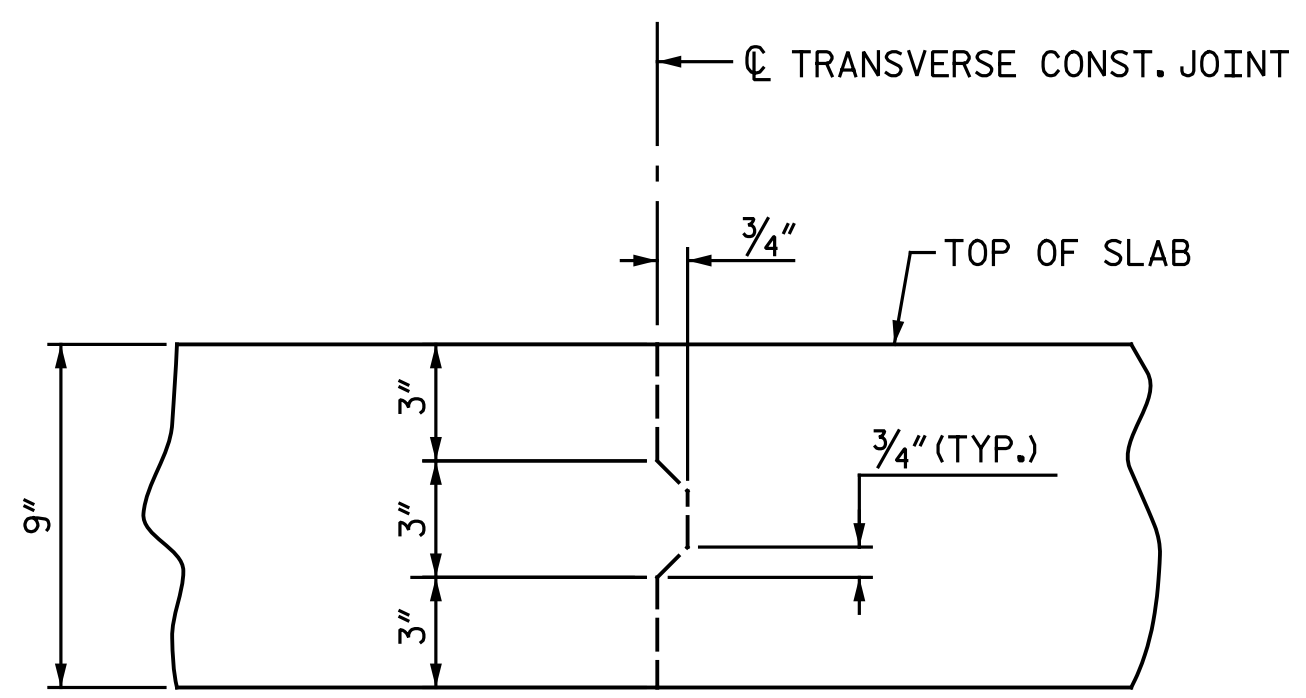 ℄ TRANSVERSE CONST. JOINT
3/4"
TOP OF SLAB
3"
3/4" (TYP.)
9"
3"
3"